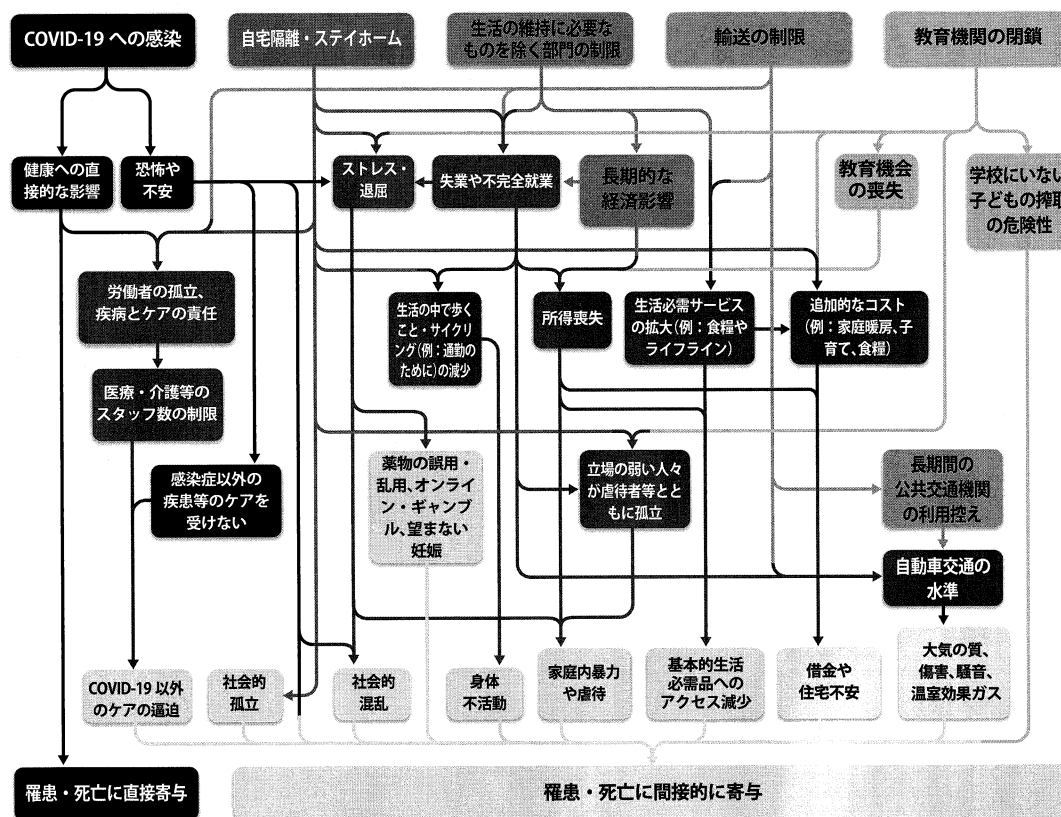 COVID-19 への感染
自宅隔離・ステイホーム
生活の維持に必要な
ものを除く部門の制限
輸送の制限
教育機関の閉鎖
健康への直
接的な影響
恐怖や
不安
ストレス・
退屈
失業や不完全就業
長期的な
経済影響
教育機会
の喪失
学校にいない
子どもの搾取
の危険性
労働者の孤立、
疾病とケアの責任
生活の中で歩く
こと・サイクリ
ング(例：通勤の
ために)の減少
所得喪失
生活必需サービス
の拡大(例：食糧や
ライフライン)
追加的なコスト
(例：家庭暖房、子
育て、食糧)
医療・介護等の
スタッフ数の制限
感染症以外の
疾患等のケアを
受けない
薬物の誤用・
乱用、オンライ
ン・ギャンブ
ル、望まない
妊娠
立場の弱い人々
が虐待者等とと
もに孤立
長期間の
公共交通機関
の利用控え
自動車交通の
水準
COVID-19 以外
のケアの逼迫
社会的
孤立
社会的
混乱
身体
不活動
家庭内暴力
や虐待
基本的生活
必需品への
アクセス減少
借金や
住宅不安
大気の質、
傷害、騒音、
温室効果ガス
罹患・死亡に直接寄与
罹患・死亡に間接的に寄与